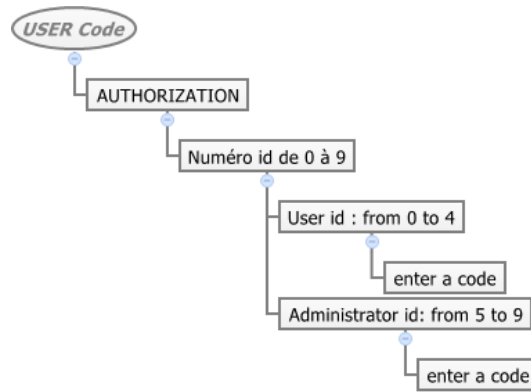 USER Code
AUTHORIZATION
Numéro id de 0 à 9
User id : from 0 to 4
enter a code
Administrator id: from 5 to 9
enter a code